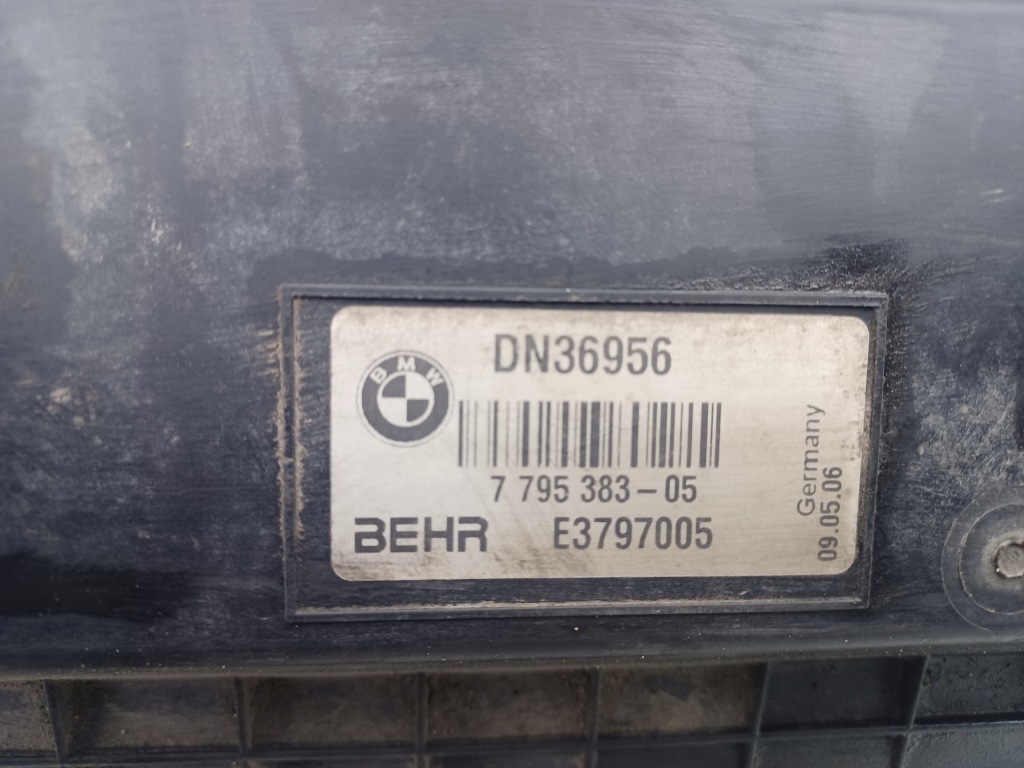 DN36956
BMW
7 795 383-05
BEHR E3797005
Germany
09.05.06